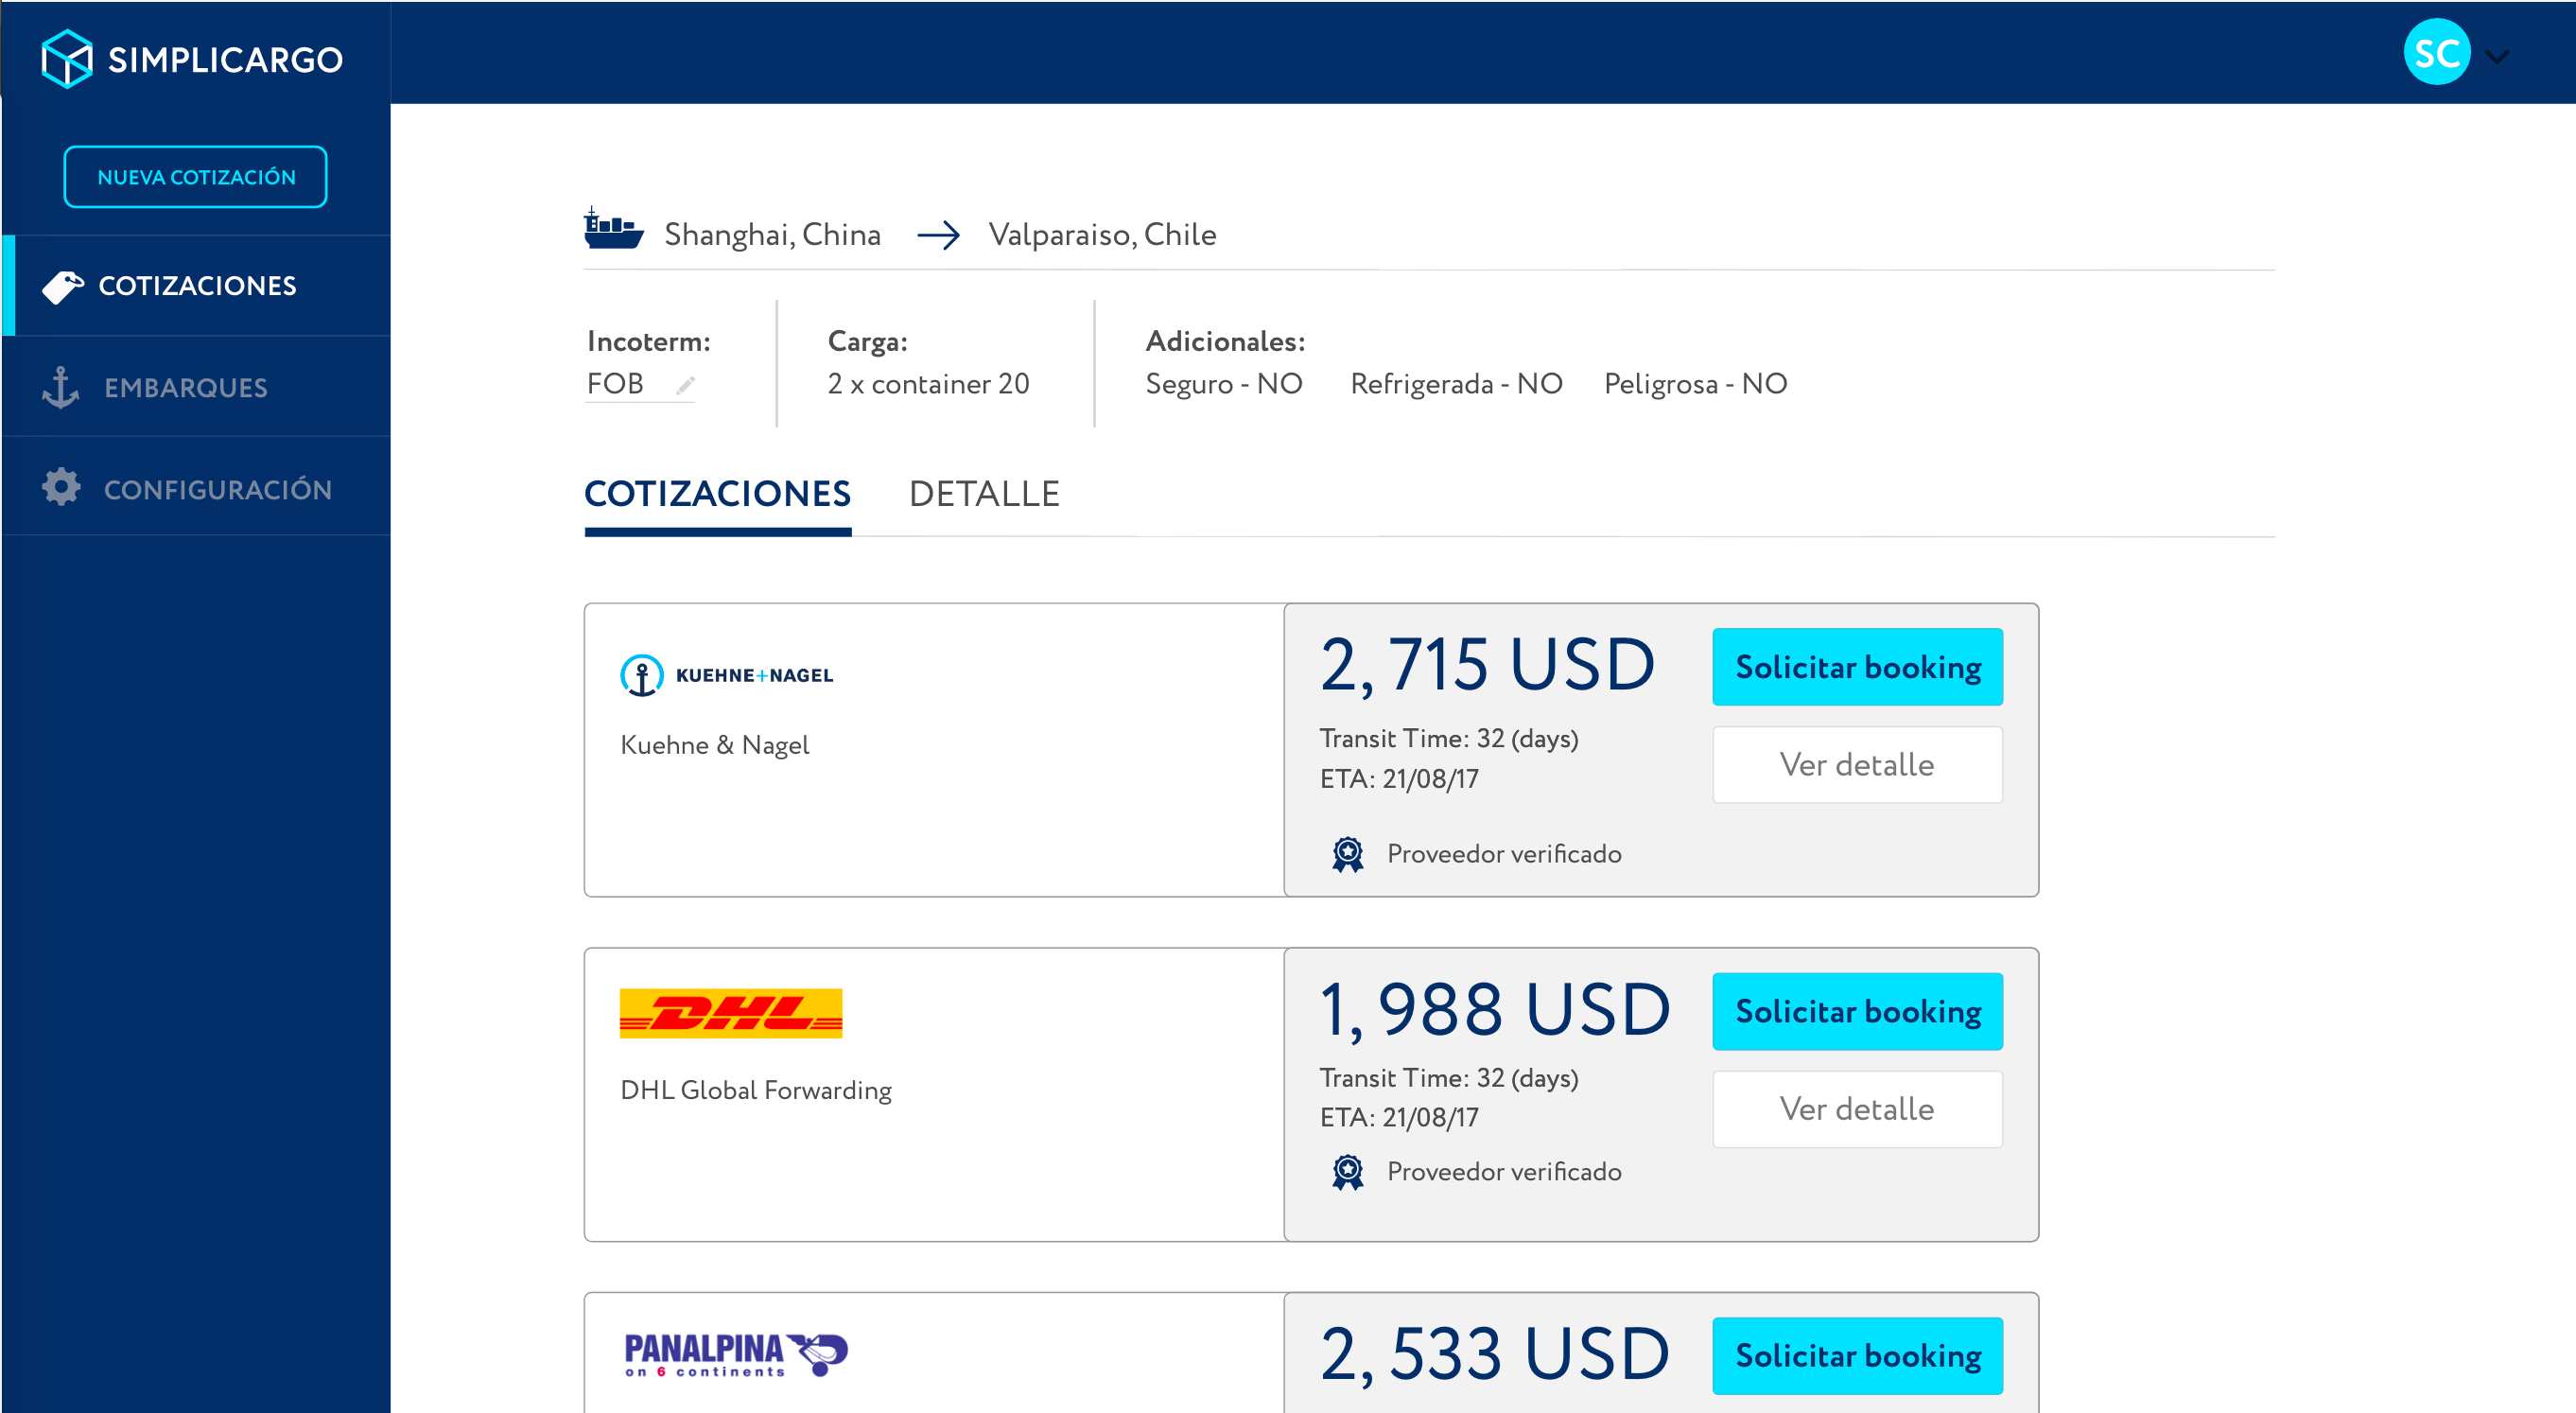 SIMPLICARGO
SC
NUEVA COTIZACIÓN
COTIZACIONES
EMBARQUES
CONFIGURACIÓN
Shanghai, China → Valparaiso, Chile
Incoterm: Carga: Adicionales:
FOB 2 x container 20 Seguro - NO Refrigerada - NO Peligrosa - NO
COTIZACIONES DETALLE
KUEHNE+NAGEL
Kuehne & Nagel
2, 715 USD
Transit Time: 32 (days)
ETA: 21/08/17
Proveedor verificado
Solicitar booking
Ver detalle
DHL
DHL Global Forwarding
1, 988 USD
Transit Time: 32 (days)
ETA: 21/08/17
Proveedor verificado
Solicitar booking
Ver detalle
PANALPINA
on 6 continents
2, 533 USD
Solicitar booking